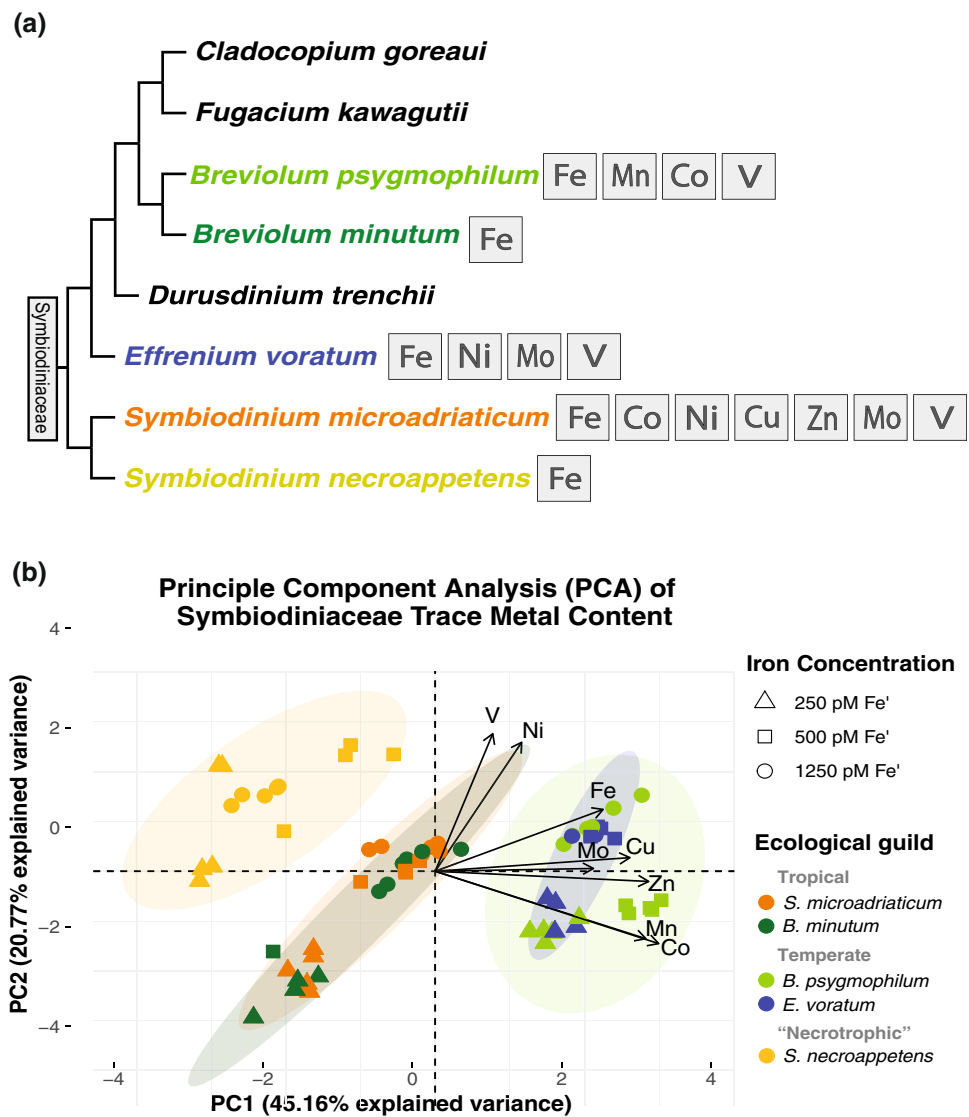 (a)
Cladocopium goreaui
Fugacium kawagutii
Breviolum psygmophilum Fe Mn Co V
Breviolum minutum Fe
Durusdinium trenchii
Symbiodiniaceae
Effrenium voratum Fe Ni Mo V
Symbiodinium microadriaticum Fe Co Ni Cu Zn Mo V
Symbiodinium necroappetens Fe
(b)
Principle Component Analysis (PCA) of
Symbiodiniaceae Trace Metal Content
PC2 (20.77% explained variance)
4
2
0
−2
−4
V
Ni
Fe
Mo
Cu
Zn
Mn
Co
−4 −2 0 2 4
PC1 (45.16% explained variance)
Iron Concentration
250 pM Fe'
500 pM Fe'
1250 pM Fe'
Ecological guild
Tropical
S. microadriaticum
B. minutum
Temperate
B. psygmophilum
E. voratum
“Necrotrophic”
S. necroappetens